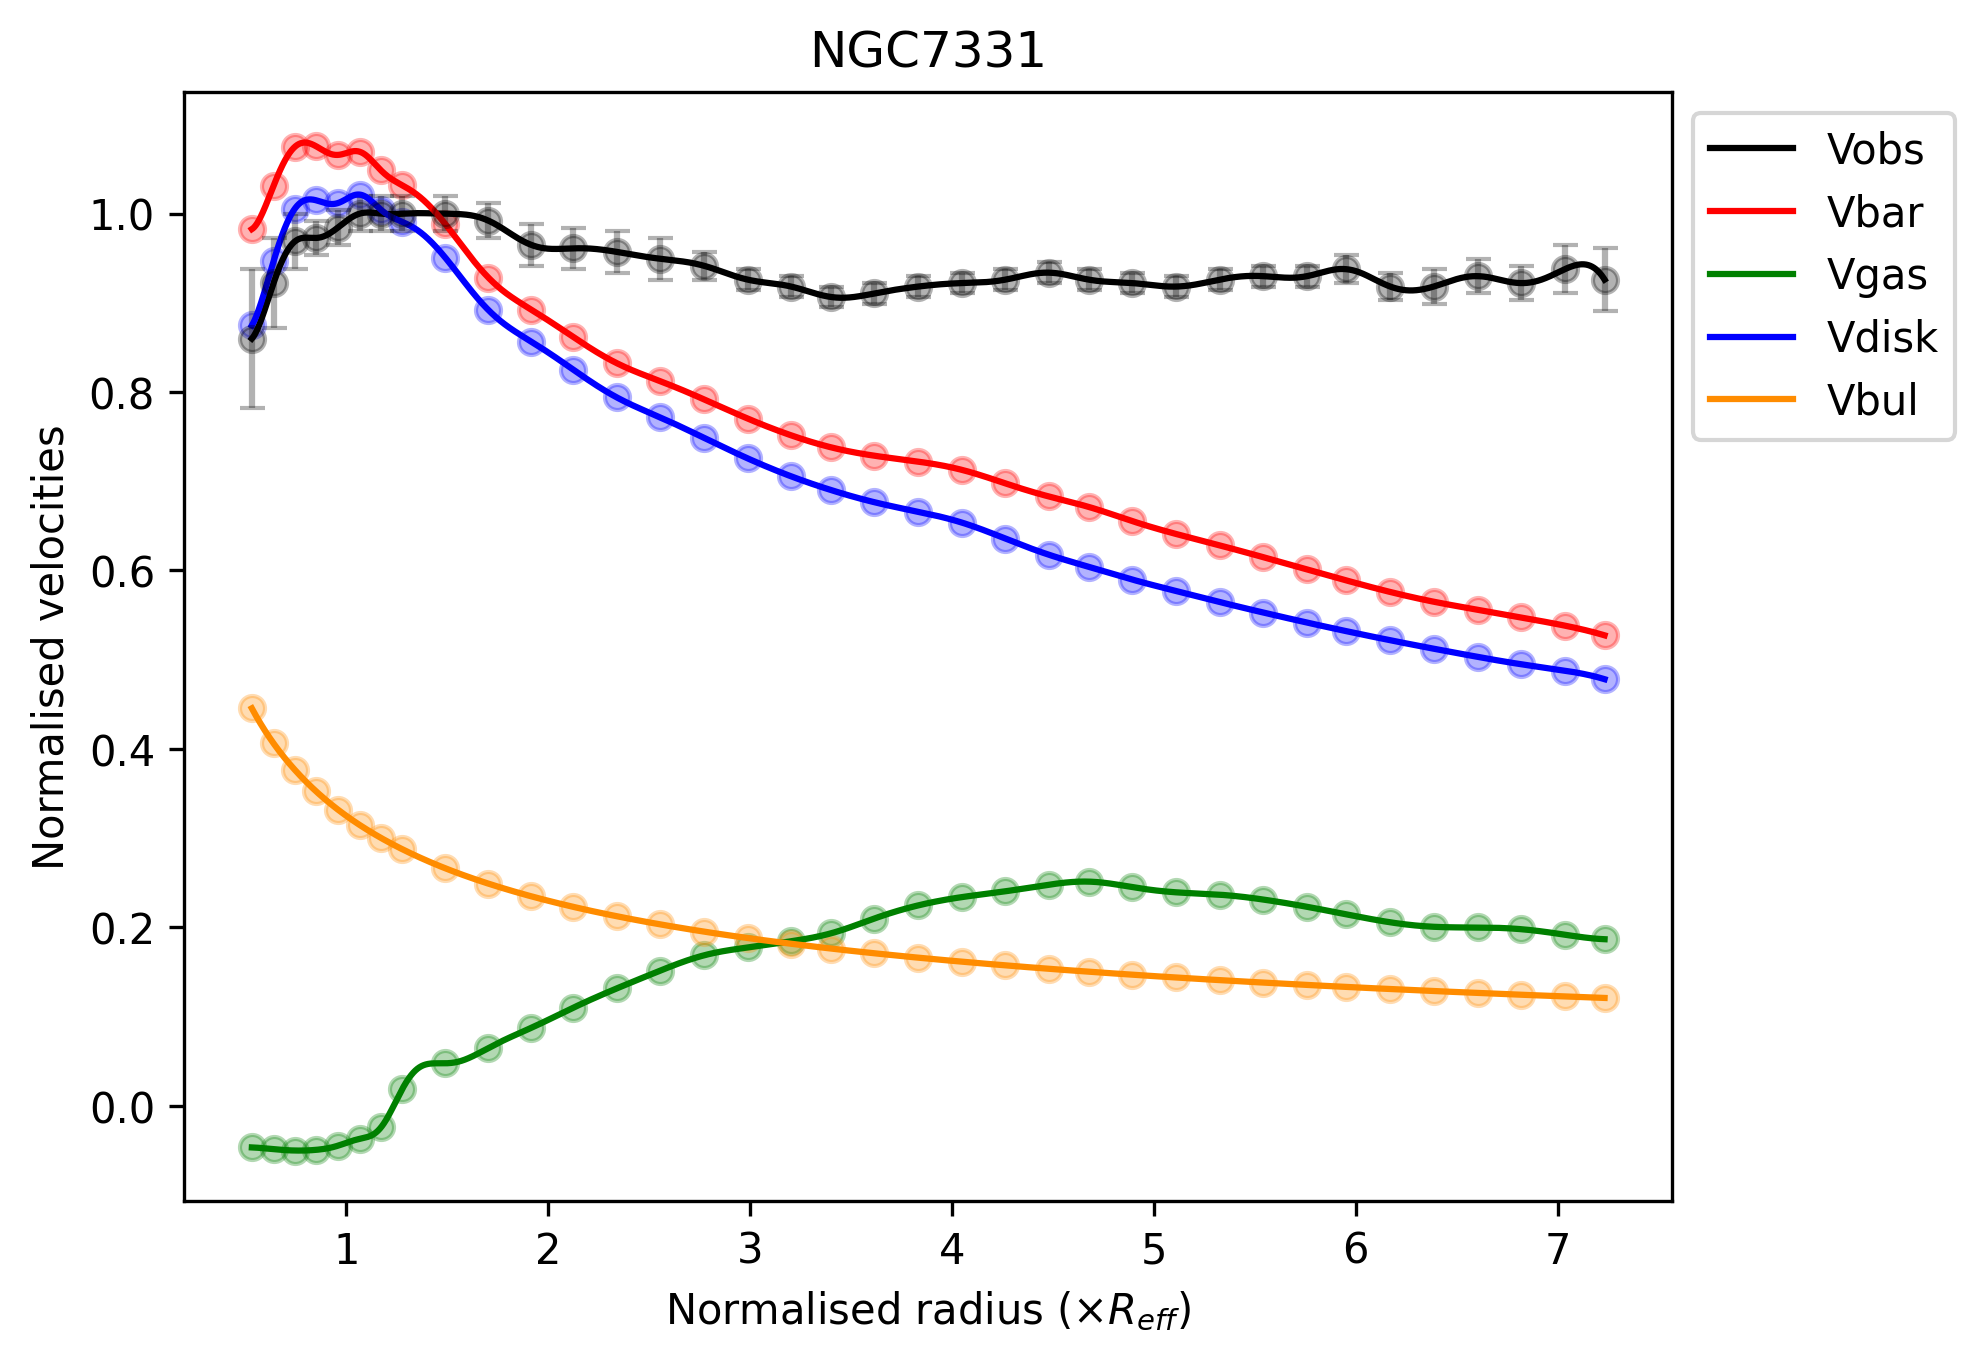 NGC7331
Normalised velocities
1.0
0.8
0.6
0.4
0.2
0.0
1 2 3 4 5 6 7
Normalised radius (×R_eff)
Vobs
Vbar
Vgas
Vdisk
Vbul